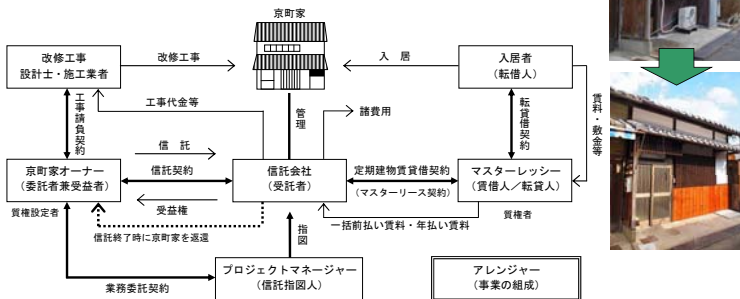 京町家
改修工事
設計士・施工業者
改修工事
入 居
入居者
（転借人）
工事代金等
諸費用
工事請負契約
管理
転貸借契約
賃料・敷金等
信 託
京町家オーナー
（委託者兼受益者）
信託契約
信託会社
（受託者）
定期建物賃貸借契約
（マスターリース契約）
マスターレッシー
（賃借人／転貸人）
質権設定者
受益権
質権者
一括前払い賃料・年払い賃料
信託終了時に京町家を返還
指図
業務委託契約
プロジェクトマネージャー
（信託指図人）
アレンジャー
（事業の組成）